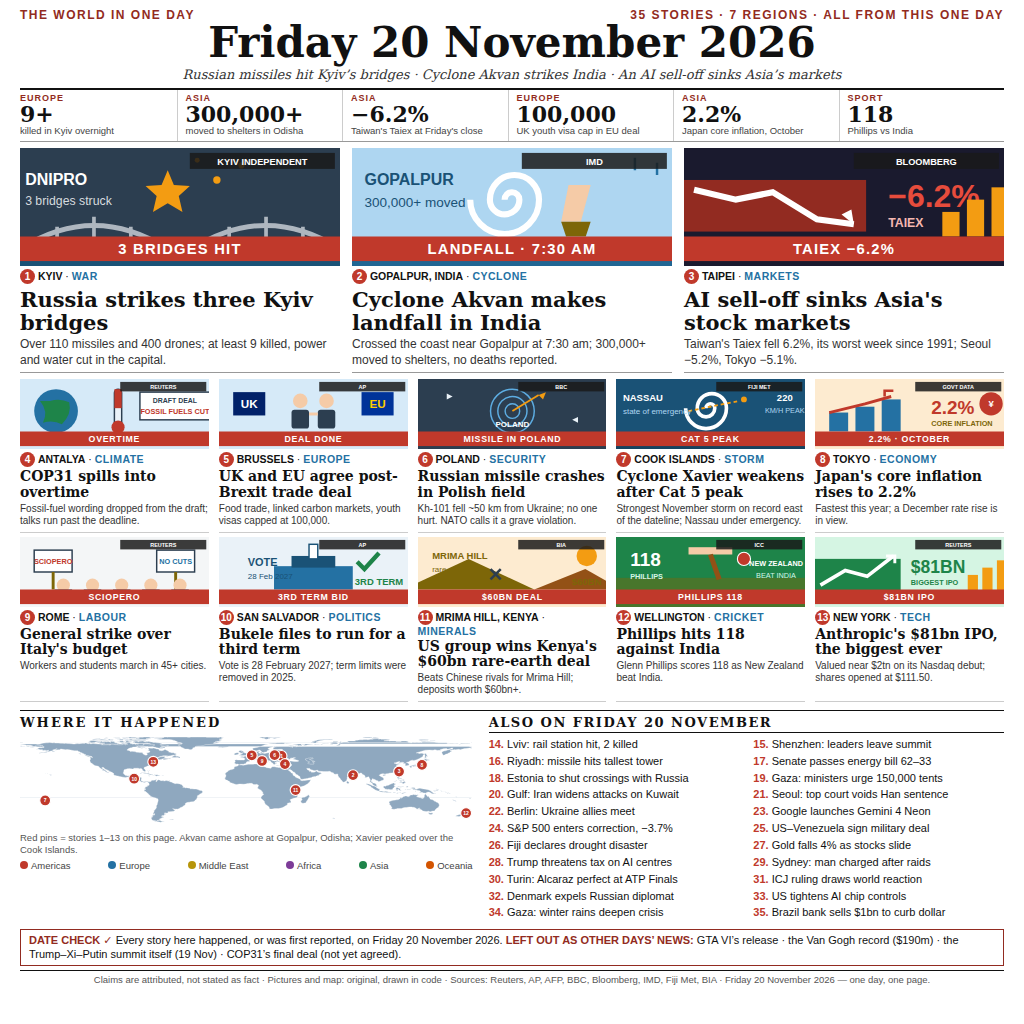 THE WORLD IN ONE DAY
35 STORIES · 7 REGIONS · ALL FROM THIS ONE DAY
Friday 20 November 2026
Russian missiles hit Kyiv's bridges · Cyclone Akvan strikes India · An AI sell-off sinks Asia's markets
EUROPE
9+
killed in Kyiv overnight
ASIA
300,000+
moved to shelters in Odisha
ASIA
−6.2%
Taiwan's Taiex at Friday's close
EUROPE
100,000
UK youth visa cap in EU deal
ASIA
2.2%
Japan core inflation, October
SPORT
118
Phillips vs India
KYIV INDEPENDENT
DNIPRO
3 bridges struck
3 BRIDGES HIT
1 KYIV · WAR
Russia strikes three Kyiv
bridges
Over 110 missiles and 400 drones; at least 9 killed, power
and water cut in the capital.
IMD
GOPALPUR
300,000+ moved
LANDFALL · 7:30 AM
2 GOPALPUR, INDIA · CYCLONE
Cyclone Akvan makes
landfall in India
Crossed the coast near Gopalpur at 7:30 am; 300,000+
moved to shelters, no deaths reported.
BLOOMBERG
−6.2%
TAIEX
TAIEX −6.2%
3 TAIPEI · MARKETS
AI sell-off sinks Asia's
stock markets
Taiwan's Taiex fell 6.2%, its worst week since 1991; Seoul
−5.2%, Tokyo −5.1%.
REUTERS
DRAFT DEAL
FOSSIL FUELS CUT
OVERTIME
4 ANTALYA · CLIMATE
COP31 spills into
overtime
Fossil-fuel wording dropped from the draft;
talks run past the deadline.
AP
UK
EU
DEAL DONE
5 BRUSSELS · EUROPE
UK and EU agree post-
Brexit trade deal
Food trade, linked carbon markets, youth
visas capped at 100,000.
BBC
POLAND
MISSILE IN POLAND
6 POLAND · SECURITY
Russian missile crashes
in Polish field
Kh-101 fell ~50 km from Ukraine; no one
hurt. NATO calls it a grave violation.
FIJI MET
NASSAU
state of emergency
220
KM/H PEAK
CAT 5 PEAK
7 COOK ISLANDS · STORM
Cyclone Xavier weakens
after Cat 5 peak
Strongest November storm on record east
of the dateline; Nassau under emergency.
GOVT DATA
2.2%
¥
CORE INFLATION
2.2% · OCTOBER
8 TOKYO · ECONOMY
Japan's core inflation
rises to 2.2%
Fastest this year; a December rate rise is
in view.
REUTERS
SCIOPERO
NO CUTS
SCIOPERO
9 ROME · LABOUR
General strike over
Italy's budget
Workers and students march in 45+ cities.
AP
VOTE
28 Feb 2027
3RD TERM
3RD TERM BID
10 SAN SALVADOR · POLITICS
Bukele files to run for a
third term
Vote is 28 February 2027; term limits were
removed in 2025.
BIA
MRIMA HILL
$60BN DEAL
11 MRIMA HILL, KENYA ·
MINERALS
US group wins Kenya's
$60bn rare-earth deal
Beats Chinese rivals for Mrima Hill;
deposits worth $60bn+.
ICC
118
PHILLIPS
NEW ZEALAND
BEAT INDIA
PHILLIPS 118
12 WELLINGTON · CRICKET
Phillips hits 118
against India
Glenn Phillips scores 118 as New Zealand
beat India.
REUTERS
$81BN
BIGGEST IPO
$81BN IPO
13 NEW YORK · TECH
Anthropic's $81bn IPO,
the biggest ever
Valued near $2tn on its Nasdaq debut;
shares opened at $111.50.
WHERE IT HAPPENED
Red pins = stories 1–13 on this page. Akvan came ashore at Gopalpur, Odisha; Xavier peaked over the
Cook Islands.
Americas
Europe
Middle East
Africa
Asia
Oceania
ALSO ON FRIDAY 20 NOVEMBER
14. Lviv: rail station hit, 2 killed
15. Shenzhen: leaders leave summit
16. Riyadh: missile hits tallest tower
17. Senate passes energy bill 62–33
18. Estonia to shut crossings with Russia
19. Gaza: ministers urge 150,000 tents
20. Gulf: Iran widens attacks on Kuwait
21. Seoul: top court voids Han sentence
22. Berlin: Ukraine allies meet
23. Google launches Gemini 4 Neon
24. S&P 500 enters correction, −3.7%
25. US–Venezuela sign military deal
26. Fiji declares drought disaster
27. Gold falls 4% as stocks slide
28. Trump threatens tax on AI centres
29. Sydney: man charged after raids
30. Turin: Alcaraz perfect at ATP Finals
31. ICJ ruling draws world reaction
32. Denmark expels Russian diplomat
33. US tightens AI chip controls
34. Gaza: winter rains deepen crisis
35. Brazil bank sells $1bn to curb dollar
DATE CHECK ✓ Every story here happened, or was first reported, on Friday 20 November 2026. LEFT OUT AS OTHER DAYS' NEWS: GTA VI's release · the Van Gogh record ($190m) · the
Trump–Xi–Putin summit itself (19 Nov) · COP31's final deal (not yet agreed).
Claims are attributed, not stated as fact · Pictures and map: original, drawn in code · Sources: Reuters, AP, AFP, BBC, Bloomberg, IMD, Fiji Met, BIA · Friday 20 November 2026 — one day, one page.